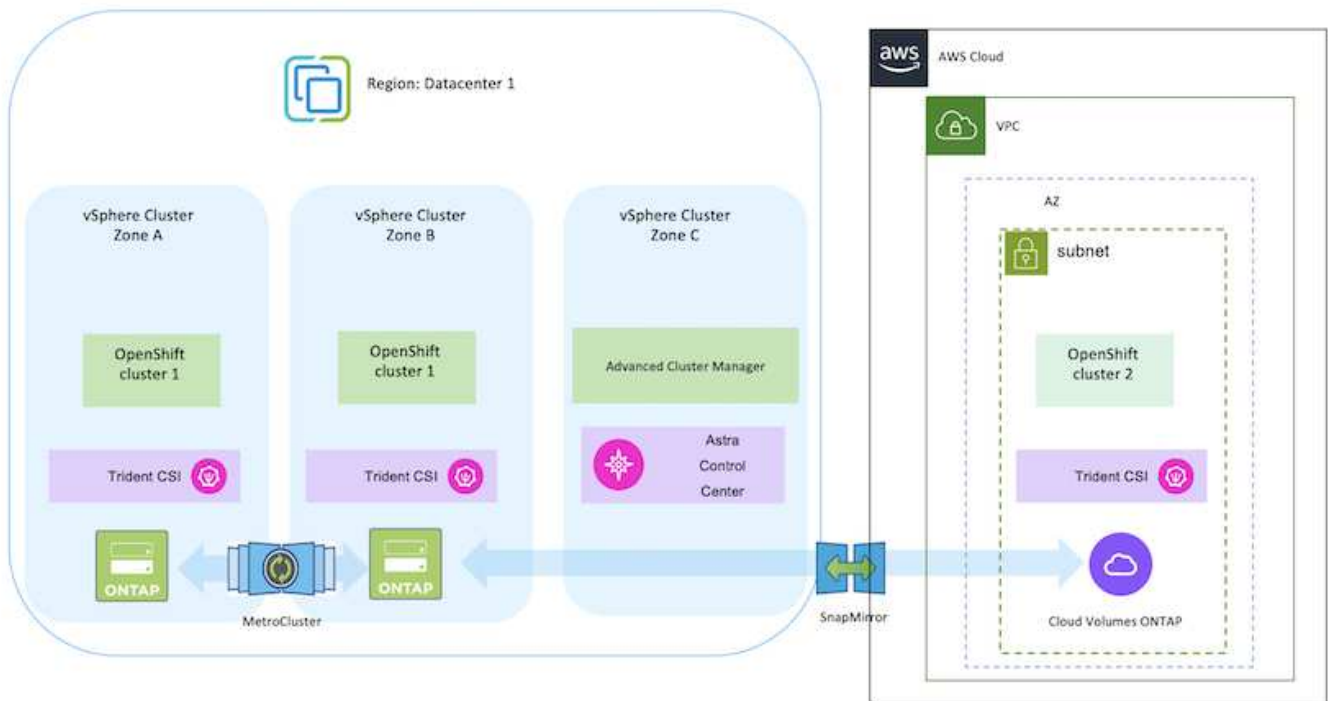 Region: Datacenter 1
aws
AWS Cloud
VPC
AZ
subnet
vSphere Cluster
Zone A
vSphere Cluster
Zone B
vSphere Cluster
Zone C
OpenShift
cluster 1
OpenShift
cluster 1
Advanced Cluster Manager
OpenShift
cluster 2
Trident CSI
Trident CSI
Astra
Control
Center
Trident CSI
ONTAP
ONTAP
MetroCluster
SnapMirror
Cloud Volumes ONTAP